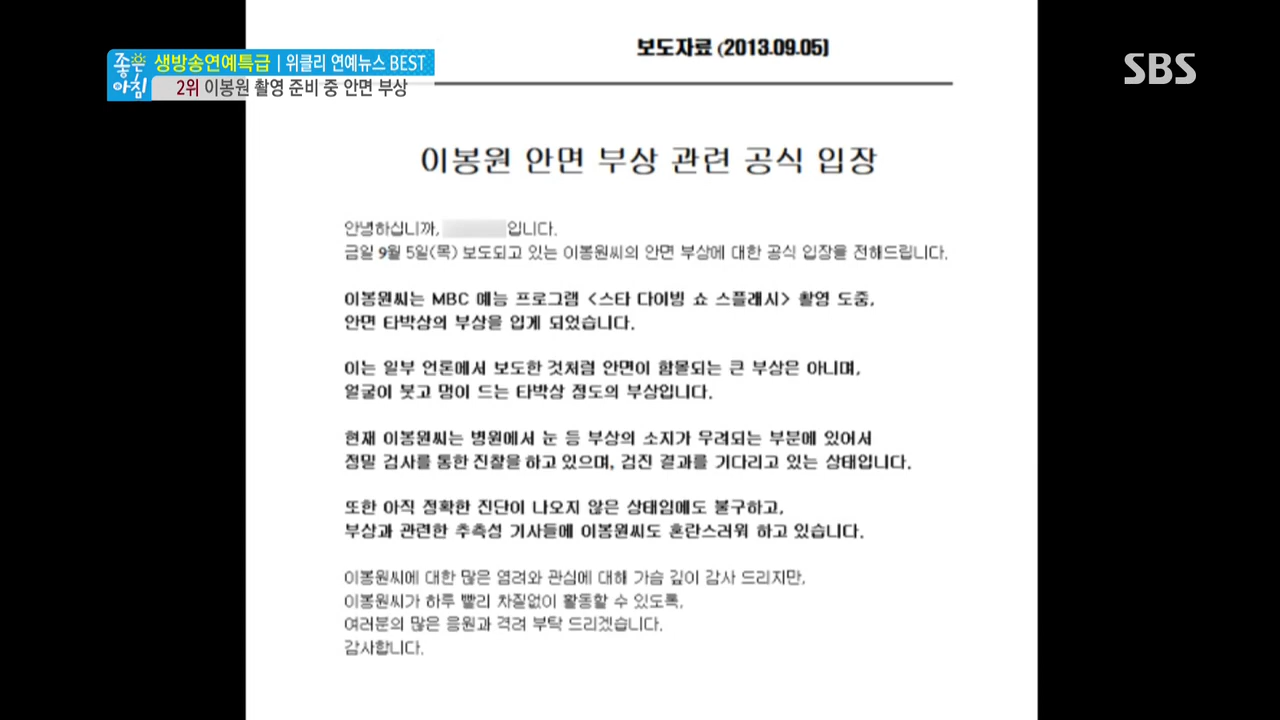 좋은아침
생방송연예특급 | 위클리 연예뉴스 BEST
2위 이봉원 촬영 준비 중 안면 부상
SBS
보도자료 (2013.09.05)
이봉원 안면 부상 관련 공식 입장
안녕하십니까, 입니다.
금일 9월 5일(목) 보도되고 있는 이봉원씨의 안면 부상에 대한 공식 입장을 전해드립니다.
이봉원씨는 MBC 예능 프로그램 <스타 다이빙 쇼 스플래시> 촬영 도중,
안면 타박상의 부상을 입게 되었습니다.
이는 일부 언론에서 보도한 것처럼 안면이 함몰되는 큰 부상은 아니며,
얼굴이 붓고 멍이 드는 타박상 정도의 부상입니다.
현재 이봉원씨는 병원에서 눈 등 부상의 소지가 우려되는 부분에 있어서
정밀 검사를 통한 진찰을 하고 있으며, 검진 결과를 기다리고 있는 상태입니다.
또한 아직 정확한 진단이 나오지 않은 상태임에도 불구하고,
부상과 관련한 추측성 기사들에 이봉원씨도 혼란스러워 하고 있습니다.
이봉원씨에 대한 많은 염려와 관심에 대해 가슴 깊이 감사 드리지만,
이봉원씨가 하루 빨리 차질없이 활동할 수 있도록,
여러분의 많은 응원과 격려 부탁 드리겠습니다.
감사합니다.